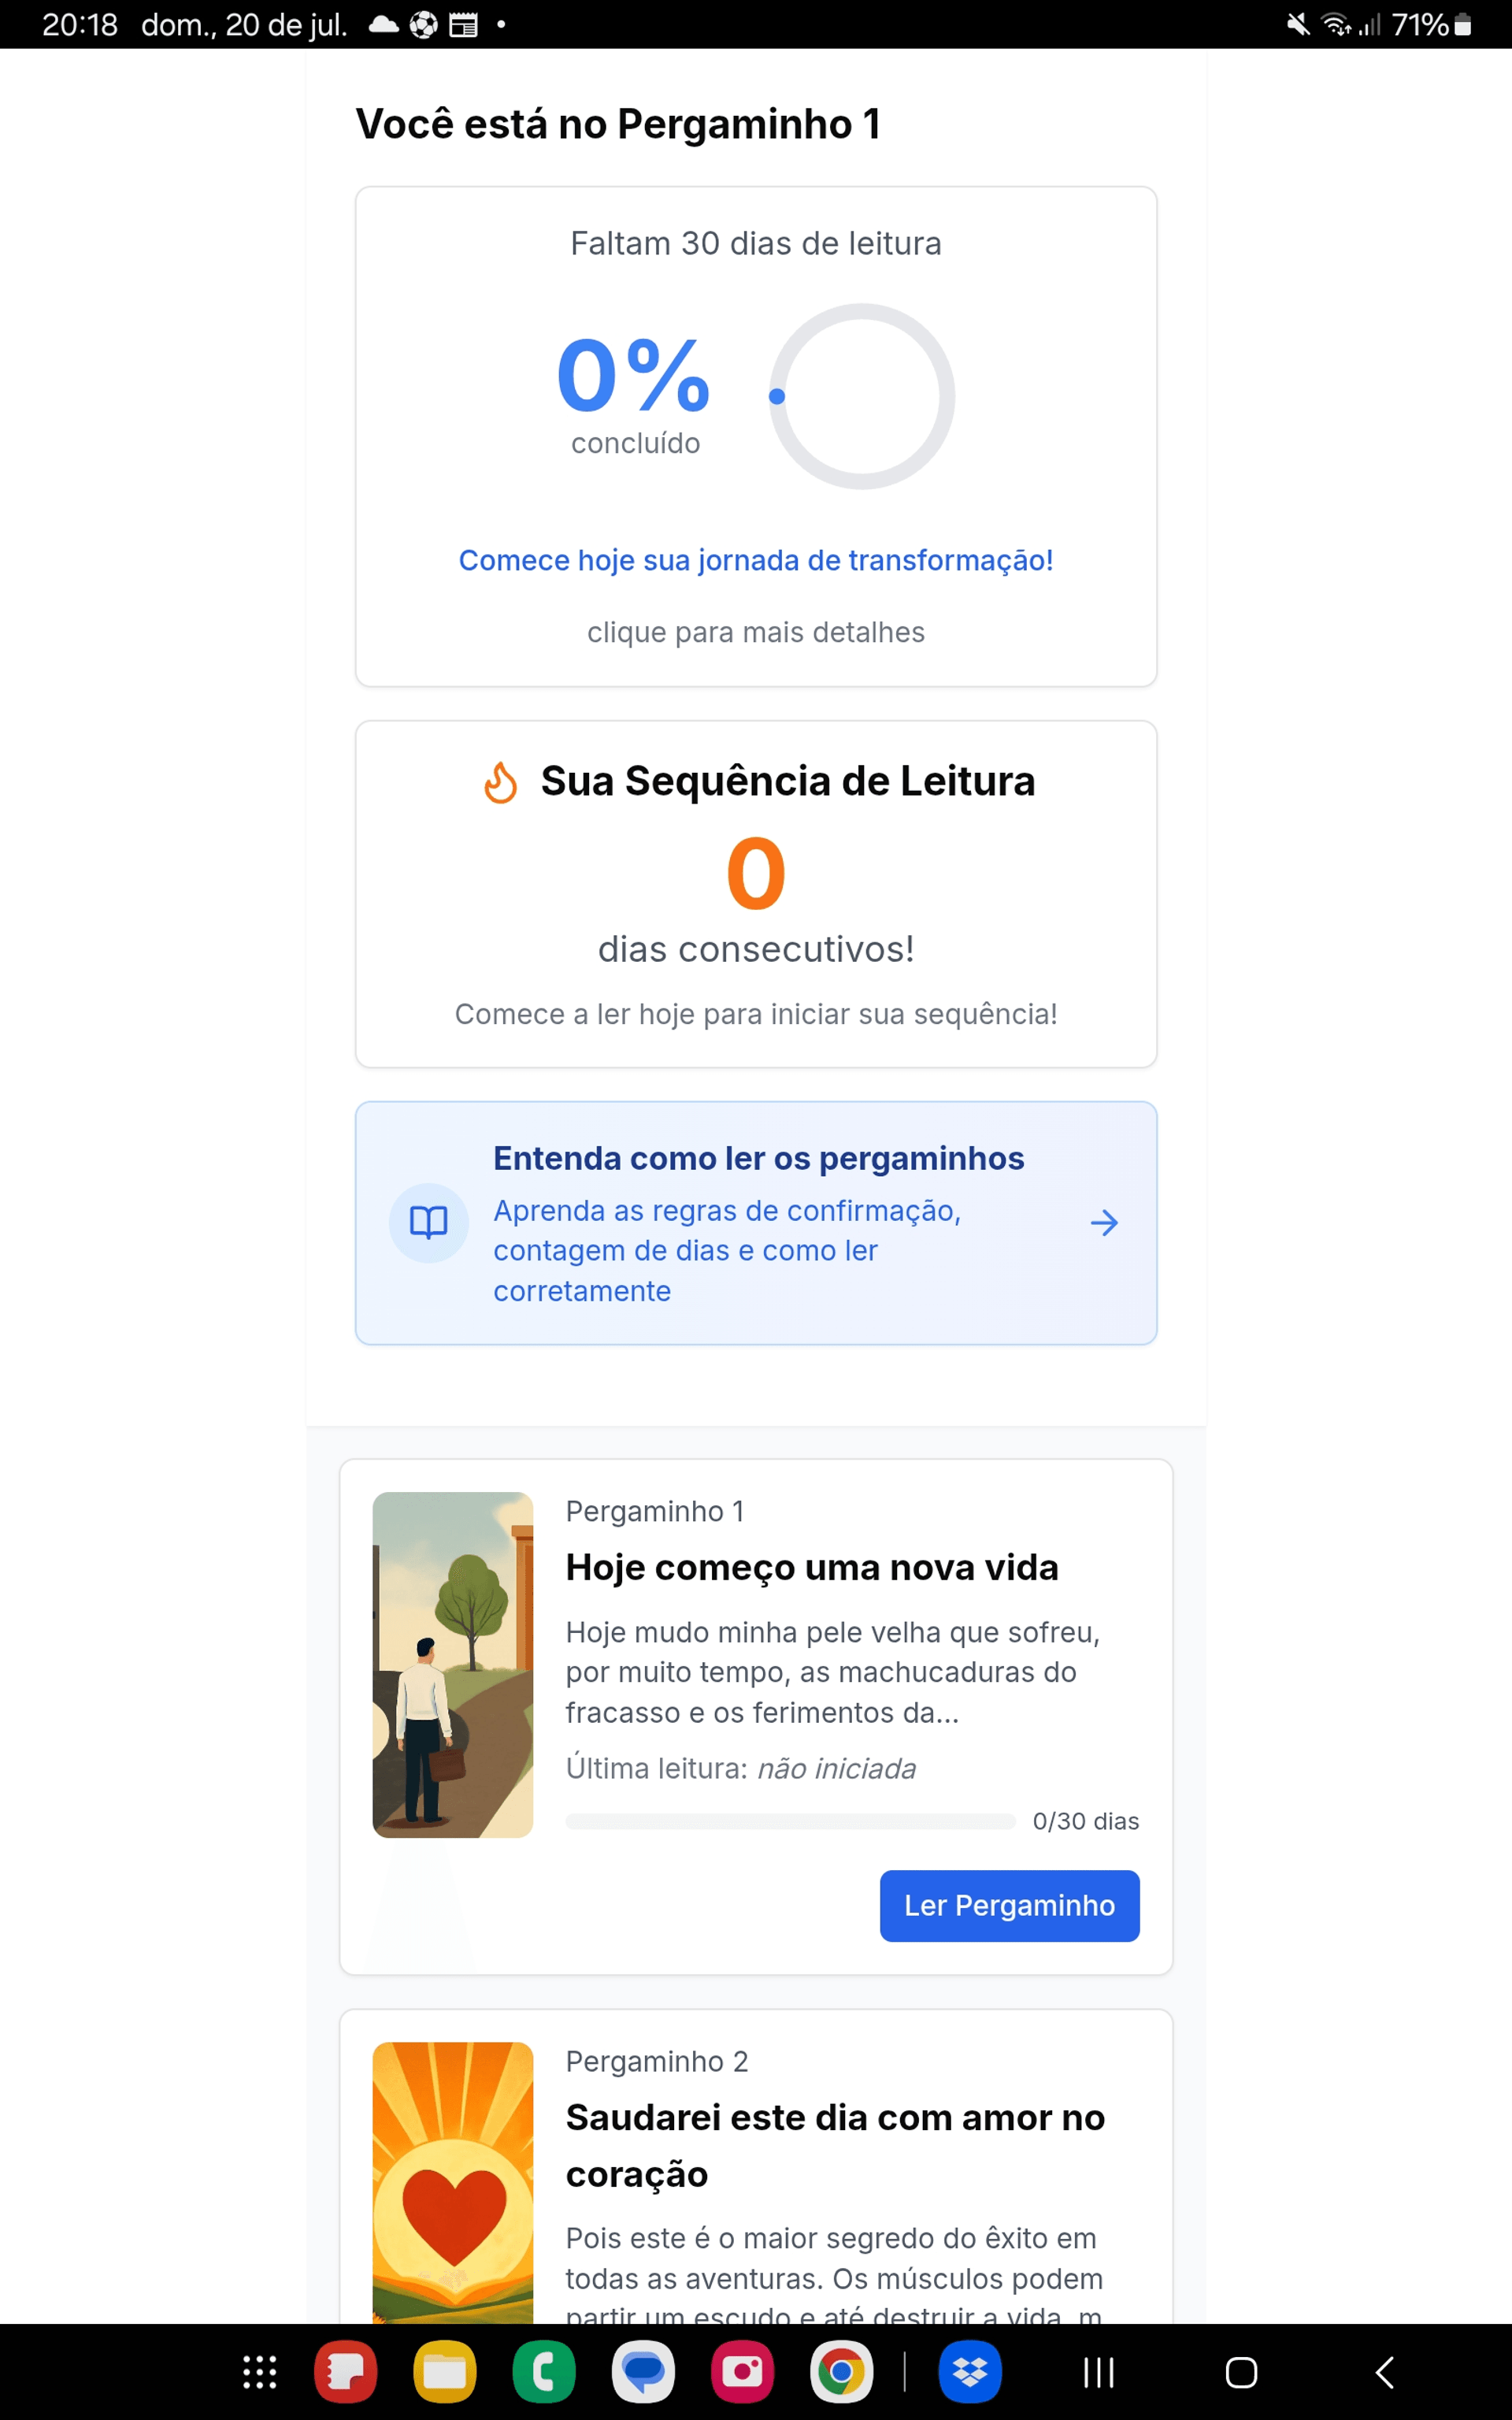 20:18 dom., 20 de jul.
71%
Você está no Pergaminho 1
Faltam 30 dias de leitura
0%
concluído
Comece hoje sua jornada de transformação!
clique para mais detalhes
Sua Sequência de Leitura
0
dias consecutivos!
Comece a ler hoje para iniciar sua sequência!
Entenda como ler os pergaminhos
Aprenda as regras de confirmação,
contagem de dias e como ler
corretamente
Pergaminho 1
Hoje começo uma nova vida
Hoje mudo minha pele velha que sofreu,
por muito tempo, as machucaduras do
fracasso e os ferimentos da...
Última leitura: não iniciada
0/30 dias
Ler Pergaminho
Pergaminho 2
Saudarei este dia com amor no
coração
Pois este é o maior segredo do êxito em
todas as aventuras. Os músculos podem
partir um escudo e até destruir a vida, m